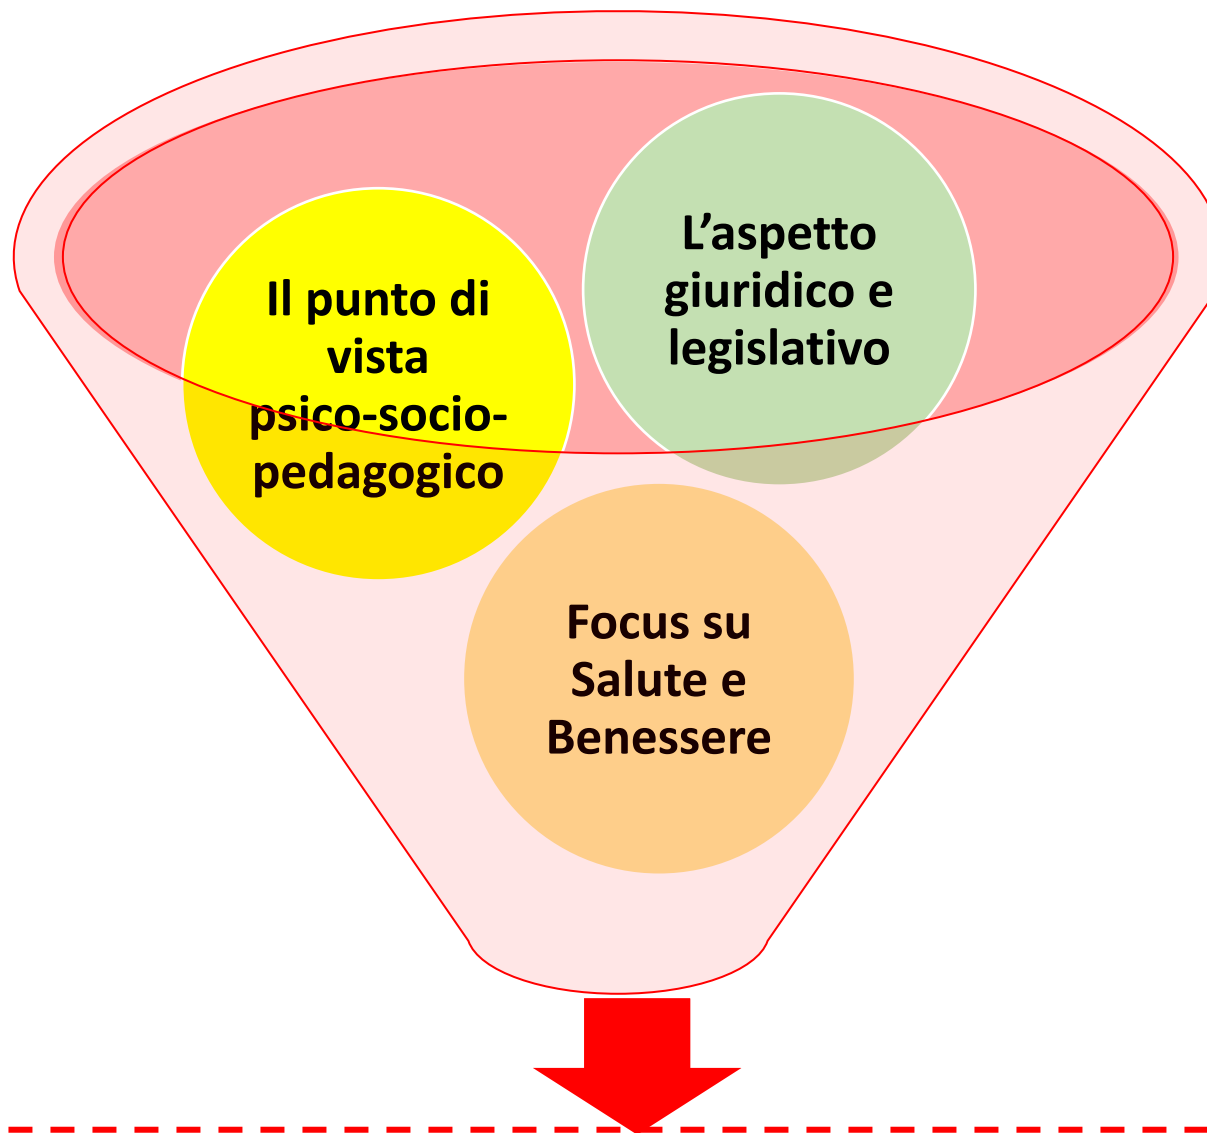 Il punto di
vista
psico-socio-
pedagogico
L’aspetto
giuridico e
legislativo
Focus su
Salute e
Benessere